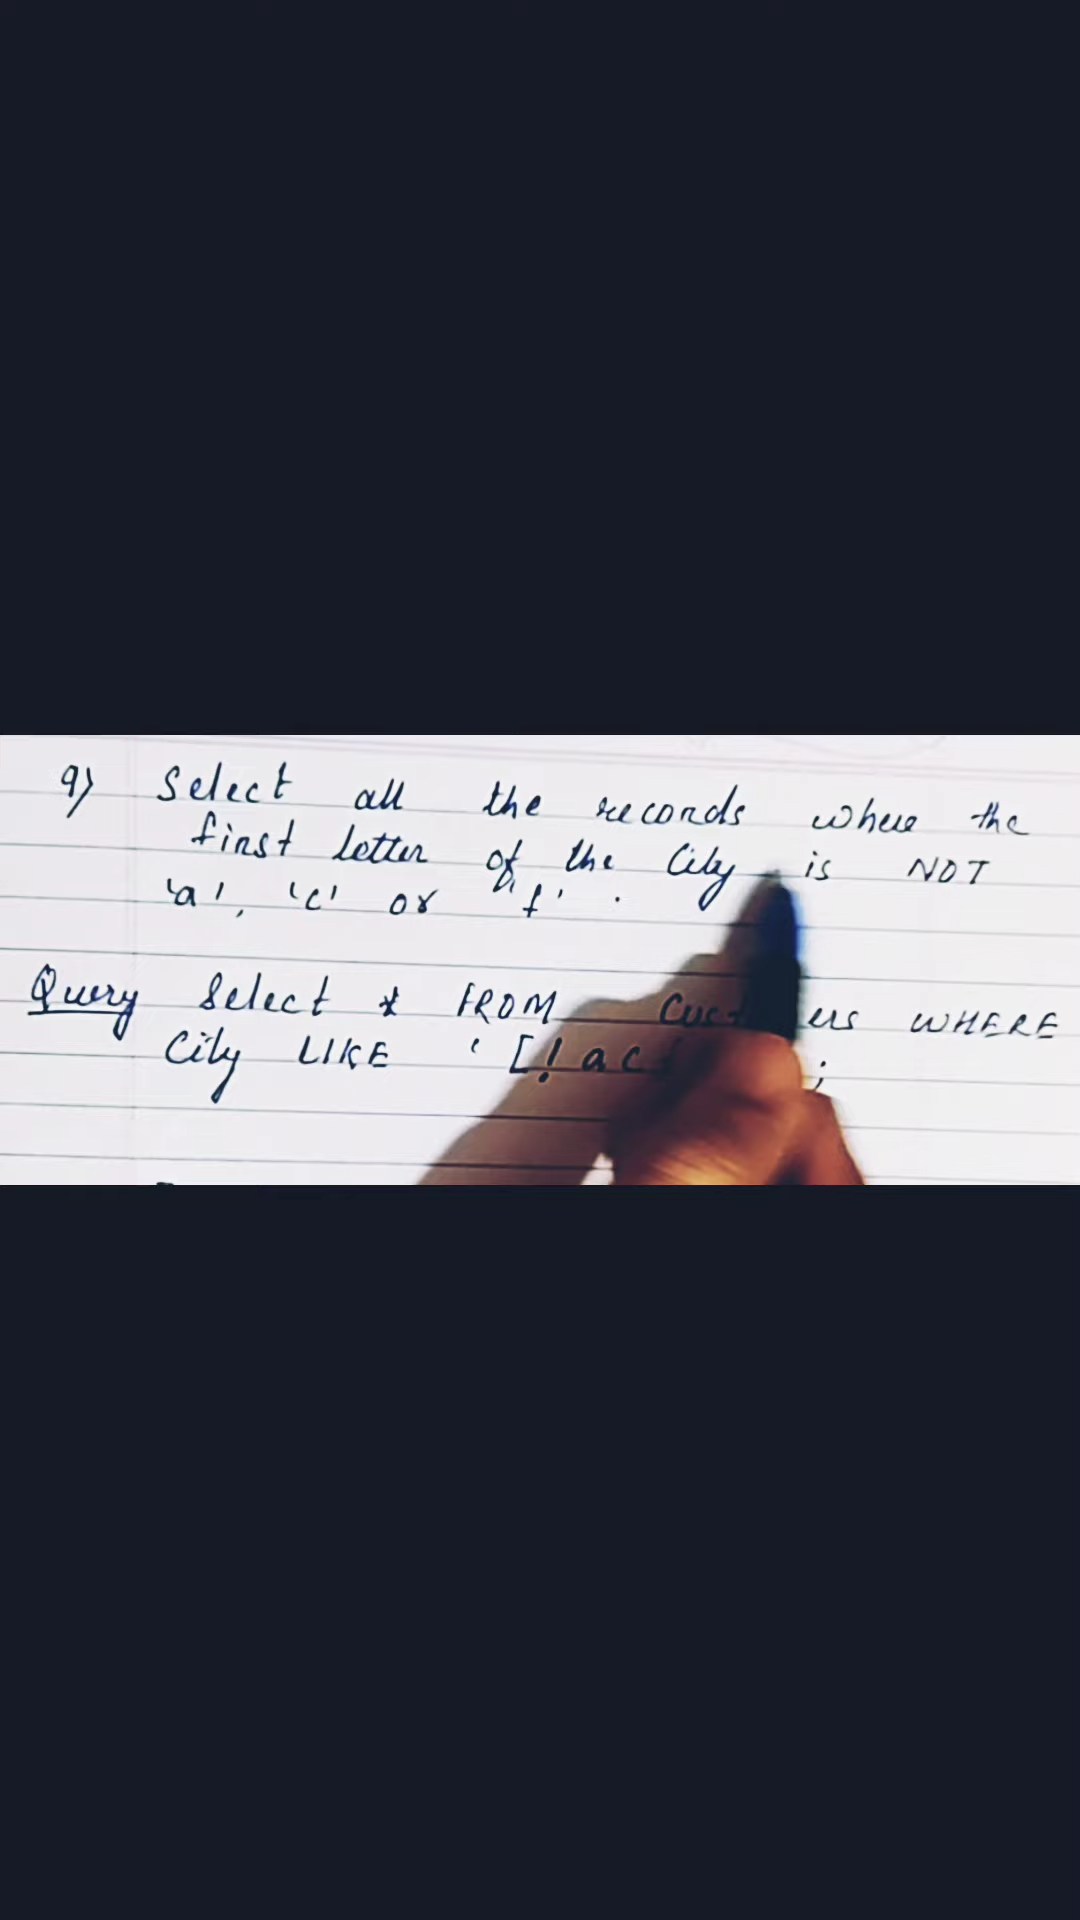 9) Select all the records where the
first letter of the City is NOT
'a', 'c' or 'f' .
Query Select * FROM WHERE
City LIKE ' [!ac ;